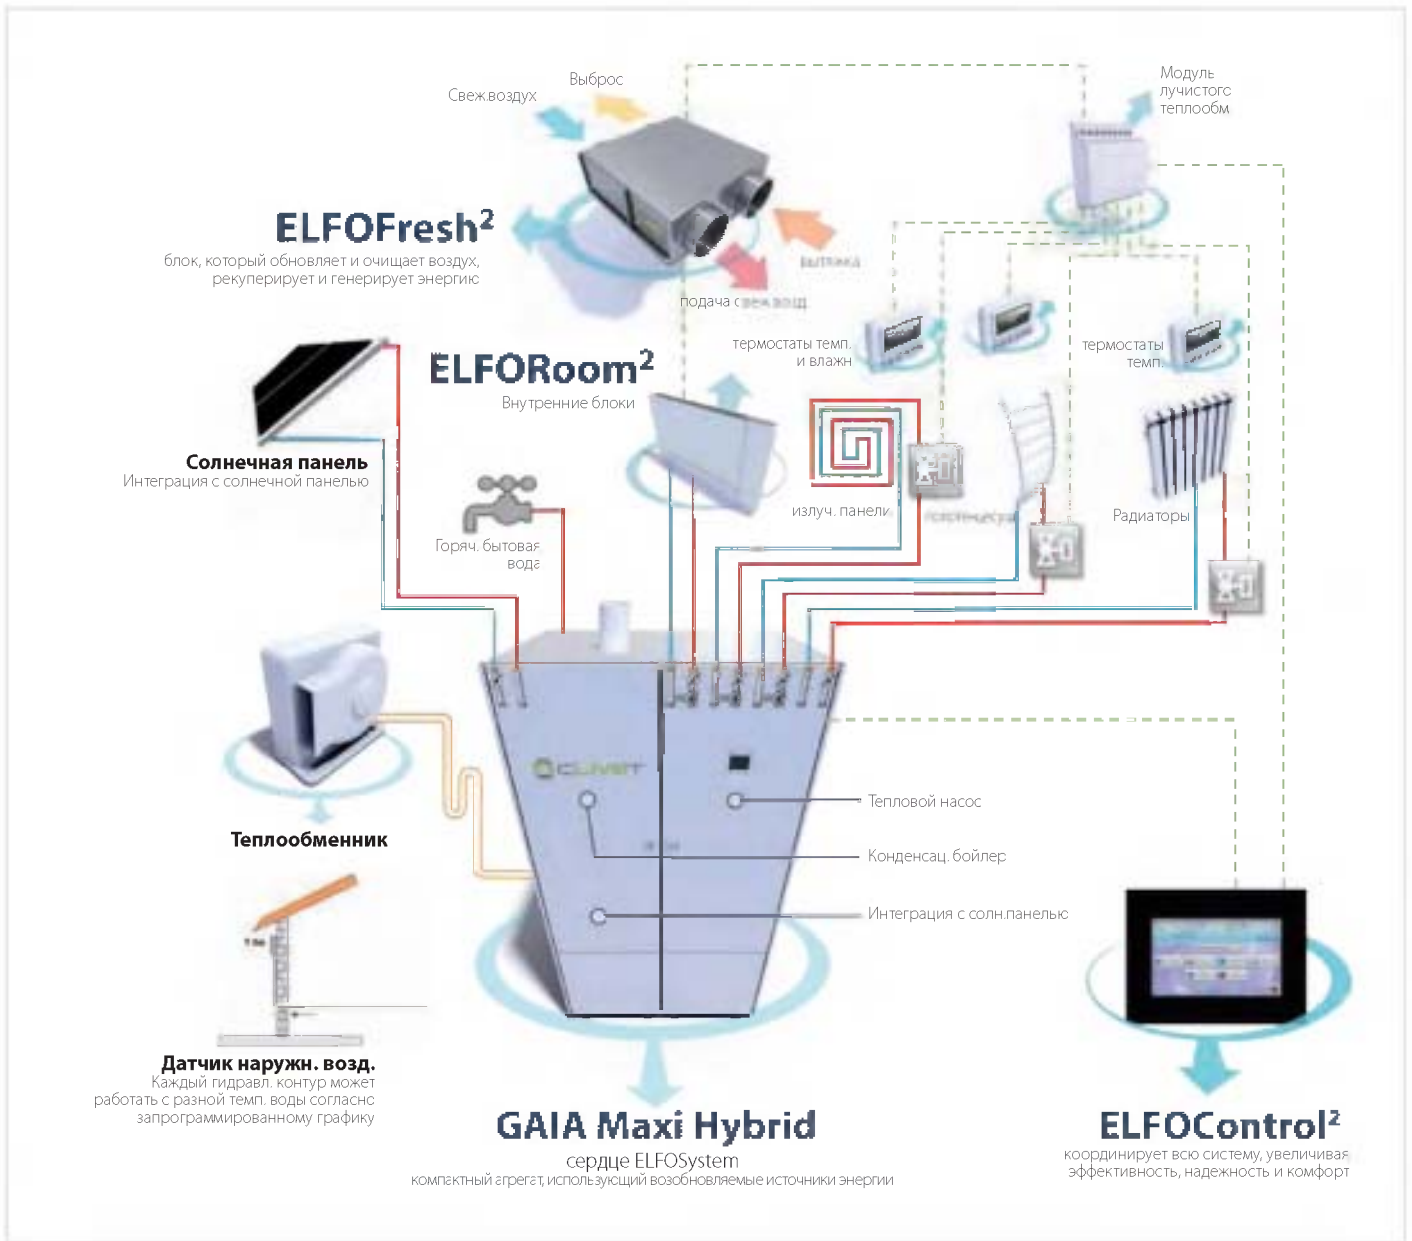 Выброс
Свеж.воздух
Модуль
лучистого
теплообм
ELFOFresh²
блок, который обновляет и очищает воздух,
рекуперирует и генерирует энергию
вытяжка
подача свеж.возд
термостаты темп.
и влажн
термостаты
темп.
ELFORoom²
Внутренние блоки
Солнечная панель
Интеграция с солнечной панелью
излуч. панели
Радиаторы
Горяч. бытовая
вода
CLIVET
Теплообменник
Тепловой насос
Конденсац. бойлер
Интеграция с солн.панелью
Датчик наружн. возд.
Каждый гидравл. контур может
работать с разной темп. воды согласно
запрограммированному графику
GAIA Maxi Hybrid
сердце ELFOSystem
компактный агрегат, использующий возобновляемые источники энергии
ELFOControl²
координирует всю систему, увеличивая
эффективность, надежность и комфорт